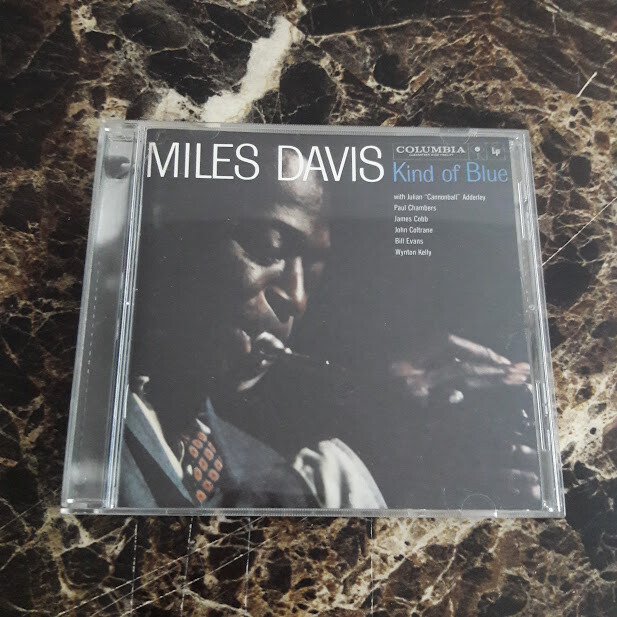 MILES DAVIS
COLUMBIA
Kind of Blue
with Julian "Cannonball" Adderley
Paul Chambers
James Cobb
John Coltrane
Bill Evans
Wynton Kelly